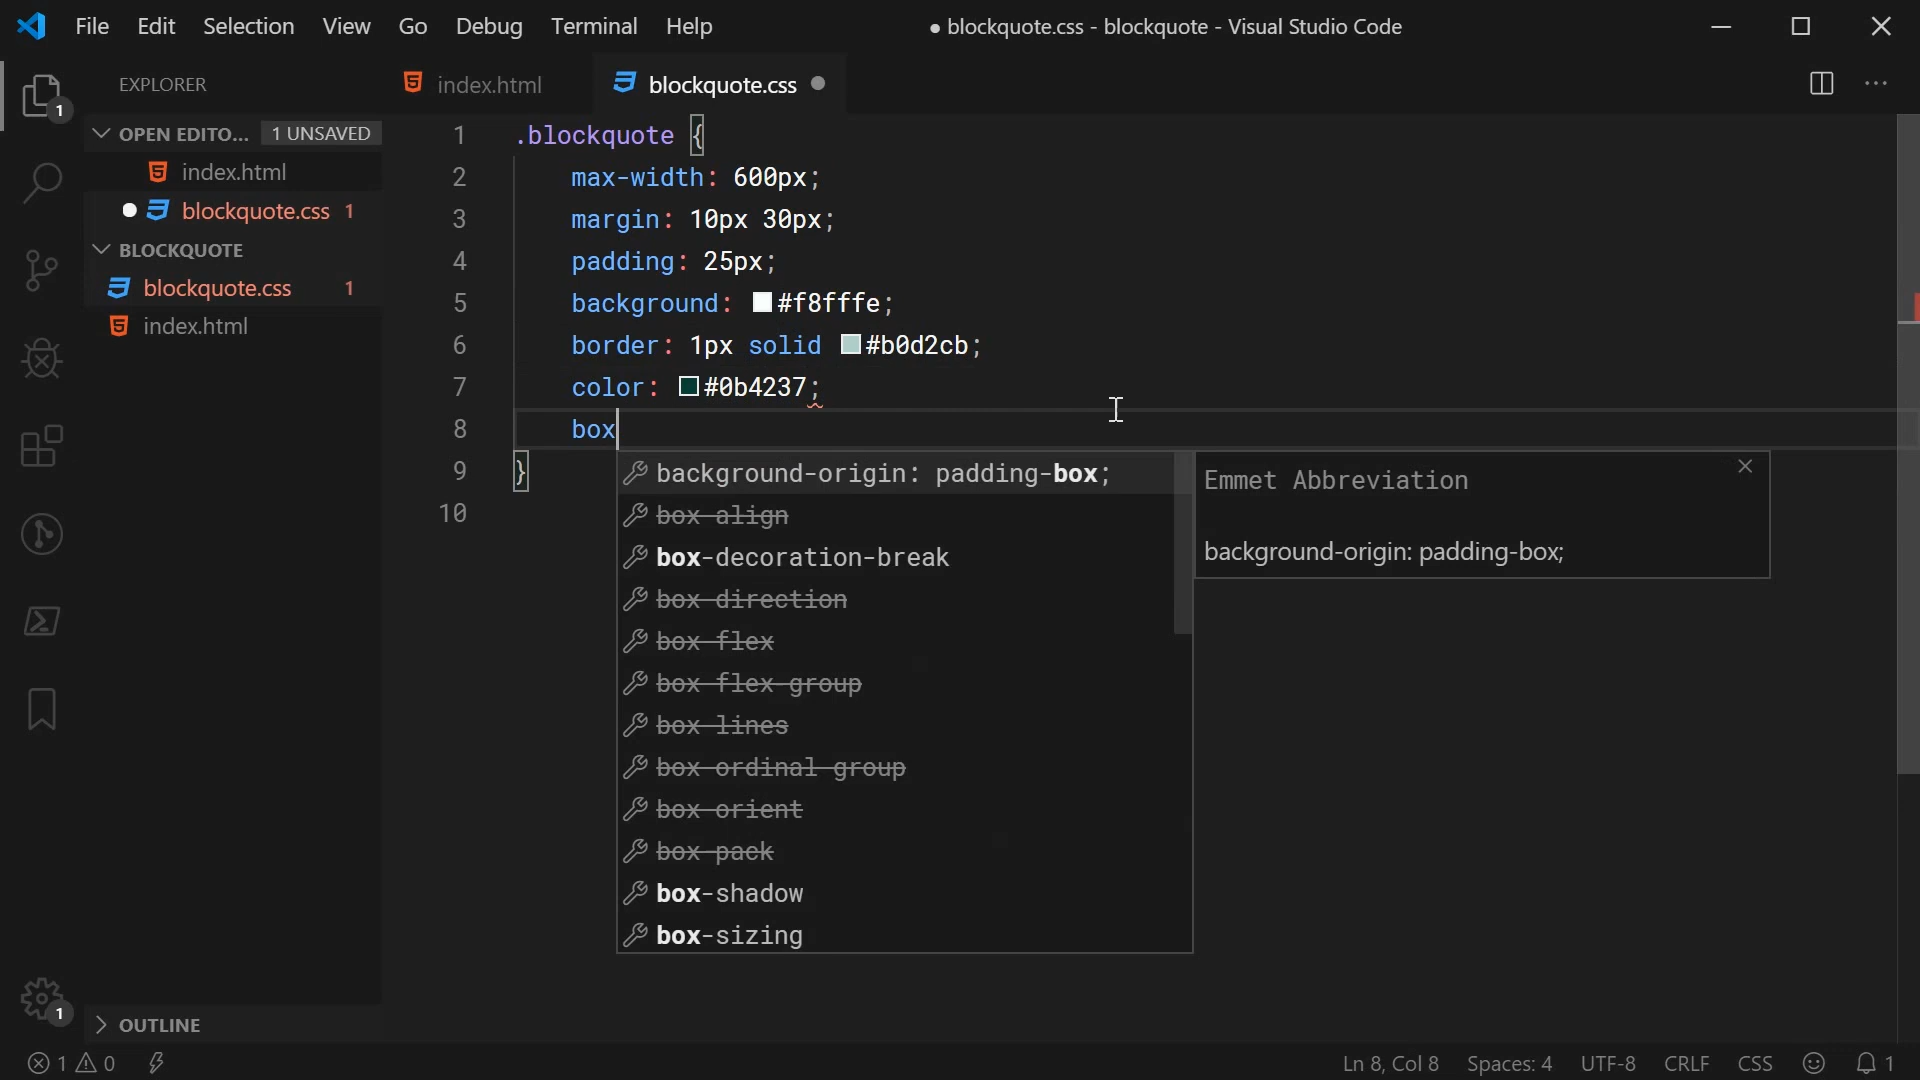 File Edit Selection View Go Debug Terminal Help
● blockquote.css - blockquote - Visual Studio Code
EXPLORER
OPEN EDITO... 1 UNSAVED
index.html
blockquote.css 1
BLOCKQUOTE
blockquote.css 1
index.html
OUTLINE
1
1
index.html
blockquote.css
1 .blockquote {
2 max-width: 600px;
3 margin: 10px 30px;
4 padding: 25px;
5 background: #f8fffe;
6 border: 1px solid #b0d2cb;
7 color: #0b4237;
8 box
9 }
10
background-origin: padding-box;
box-align
box-decoration-break
box-direction
box-flex
box-flex-group
box-lines
box-ordinal-group
box-orient
box-pack
box-shadow
box-sizing
Emmet Abbreviation
background-origin: padding-box;
1 0
Ln 8, Col 8 Spaces: 4 UTF-8 CRLF CSS 1